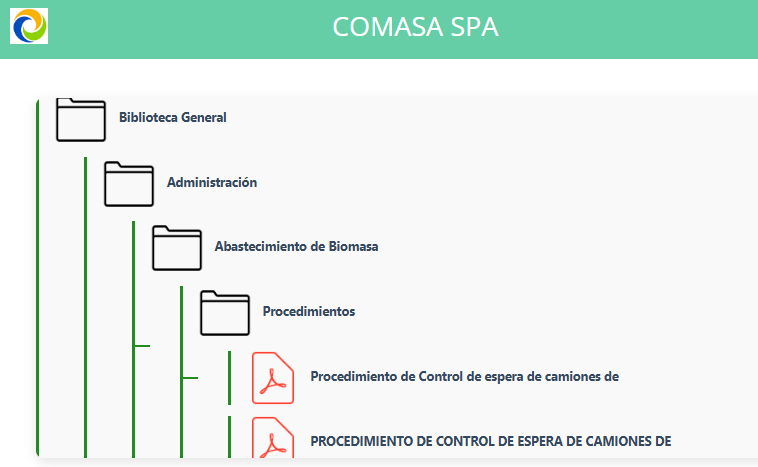 COMASA SPA
Biblioteca General
Administración
Abastecimiento de Biomasa
Procedimientos
Procedimiento de Control de espera de camiones de
PROCEDIMIENTO DE CONTROL DE ESPERA DE CAMIONES DE